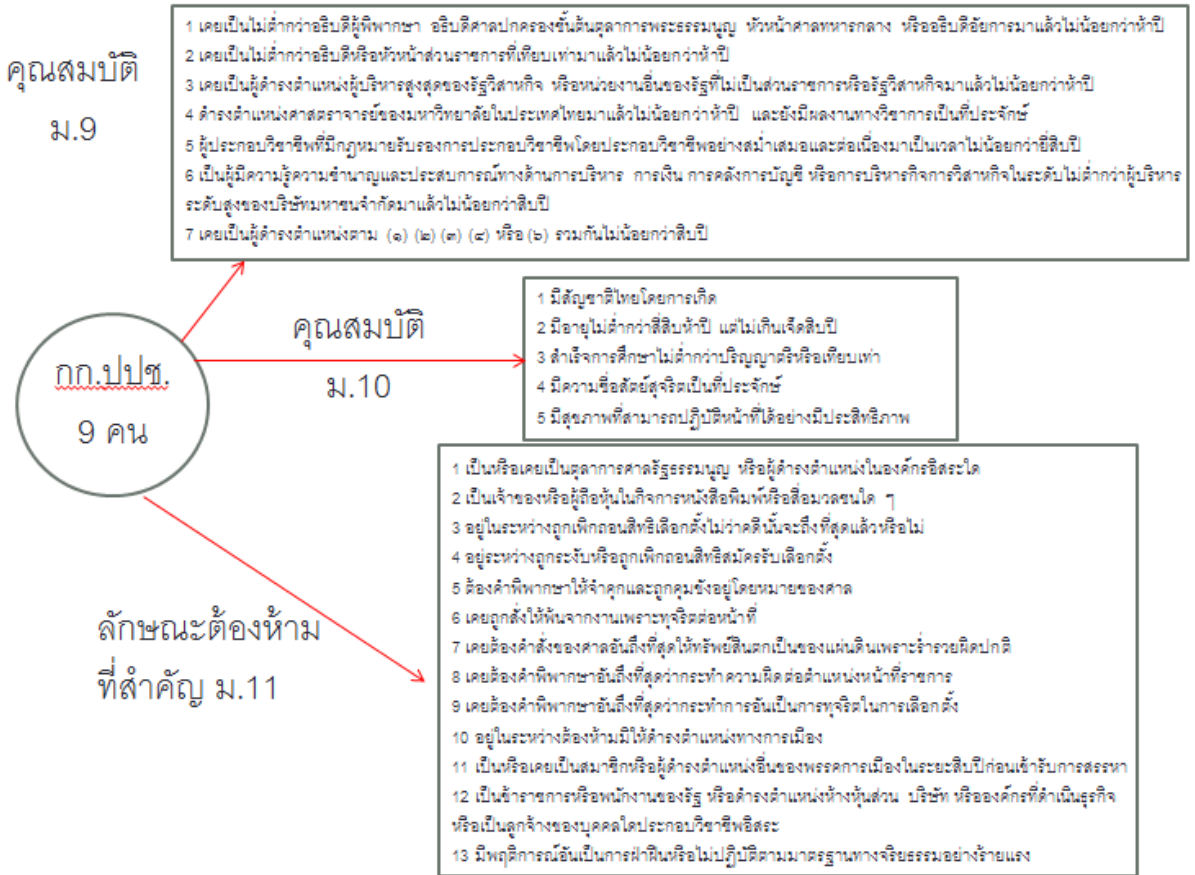 คุณสมบัติ
ม.9
1 เคยเป็นไม่ต่ำกว่าอธิบดีผู้พิพากษา อธิบดีศาลปกครองชั้นต้นตุลาการพระธรรมนูญ หัวหน้าศาลทหารกลาง หรืออธิบดีอัยการมาแล้วไม่น้อยกว่าห้าปี
2 เคยเป็นไม่ต่ำกว่าอธิบดีหรือหัวหน้าส่วนราชการที่เทียบเท่ามาแล้วไม่น้อยกว่าห้าปี
3 เคยเป็นผู้ดำรงตำแหน่งผู้บริหารสูงสุดของรัฐวิสาหกิจ หรือหน่วยงานอื่นของรัฐที่ไม่เป็นส่วนราชการหรือรัฐวิสาหกิจมาแล้วไม่น้อยกว่าห้าปี
4 ดำรงตำแหน่งศาสตราจารย์ของมหาวิทยาลัยในประเทศไทยมาแล้วไม่น้อยกว่าห้าปี และยังมีผลงานทางวิชาการเป็นที่ประจักษ์
5 ผู้ประกอบวิชาชีพที่มีกฎหมายรับรองการประกอบวิชาชีพโดยประกอบวิชาชีพอย่างสม่ำเสมอและต่อเนื่องมาเป็นเวลาไม่น้อยกว่ายี่สิบปี
6 เป็นผู้มีความรู้ความชำนาญและประสบการณ์ทางด้านการบริหาร การเงิน การคลังการบัญชี หรือการบริหารกิจการวิสาหกิจในระดับไม่ต่ำกว่าผู้บริหาร
ระดับสูงของบริษัทมหาชนจำกัดมาแล้วไม่น้อยกว่าสิบปี
7 เคยเป็นผู้ดำรงตำแหน่งตาม (๑) (๒) (๓) (๔) หรือ (๖) รวมกันไม่น้อยกว่าสิบปี
กก.ปปช.
9 คน
คุณสมบัติ
ม.10
1 มีสัญชาติไทยโดยการเกิด
2 มีอายุไม่ต่ำกว่าสี่สิบห้าปี แต่ไม่เกินเจ็ดสิบปี
3 สำเร็จการศึกษาไม่ต่ำกว่าปริญญาตรีหรือเทียบเท่า
4 มีความซื่อสัตย์สุจริตเป็นที่ประจักษ์
5 มีสุขภาพที่สามารถปฏิบัติหน้าที่ได้อย่างมีประสิทธิภาพ
ลักษณะต้องห้าม
ที่สำคัญ ม.11
1 เป็นหรือเคยเป็นตุลาการศาลรัฐธรรมนูญ หรือผู้ดำรงตำแหน่งในองค์กรอิสระใด
2 เป็นเจ้าของหรือผู้ถือหุ้นในกิจการหนังสือพิมพ์หรือสื่อมวลชนใด ๆ
3 อยู่ในระหว่างถูกเพิกถอนสิทธิเลือกตั้งไม่ว่าคดีนั้นจะถึงที่สุดแล้วหรือไม่
4 อยู่ระหว่างถูกระงับหรือถูกเพิกถอนสิทธิสมัครรับเลือกตั้ง
5 ต้องคำพิพากษาให้จำคุกและถูกคุมขังอยู่โดยหมายของศาล
6 เคยถูกสั่งให้พ้นจากงานเพราะทุจริตต่อหน้าที่
7 เคยต้องคำสั่งของศาลอันถึงที่สุดให้ทรัพย์สินตกเป็นของแผ่นดินเพราะร่ำรวยผิดปกติ
8 เคยต้องคำพิพากษาอันถึงที่สุดว่ากระทำความผิดต่อตำแหน่งหน้าที่ราชการ
9 เคยต้องคำพิพากษาอันถึงที่สุดว่ากระทำการอันเป็นการทุจริตในการเลือกตั้ง
10 อยู่ในระหว่างต้องห้ามมิให้ดำรงตำแหน่งทางการเมือง
11 เป็นหรือเคยเป็นสมาชิกหรือผู้ดำรงตำแหน่งอื่นของพรรคการเมืองในระยะสิบปีก่อนเข้ารับการสรรหา
12 เป็นข้าราชการหรือพนักงานของรัฐ หรือดำรงตำแหน่งห้างหุ้นส่วน บริษัท หรือองค์กรที่ดำเนินธุรกิจ
หรือเป็นลูกจ้างของบุคคลใดประกอบวิชาชีพอิสระ
13 มีพฤติการณ์อันเป็นการฝ่าฝืนหรือไม่ปฏิบัติตามมาตรฐานทางจริยธรรมอย่างร้ายแรง